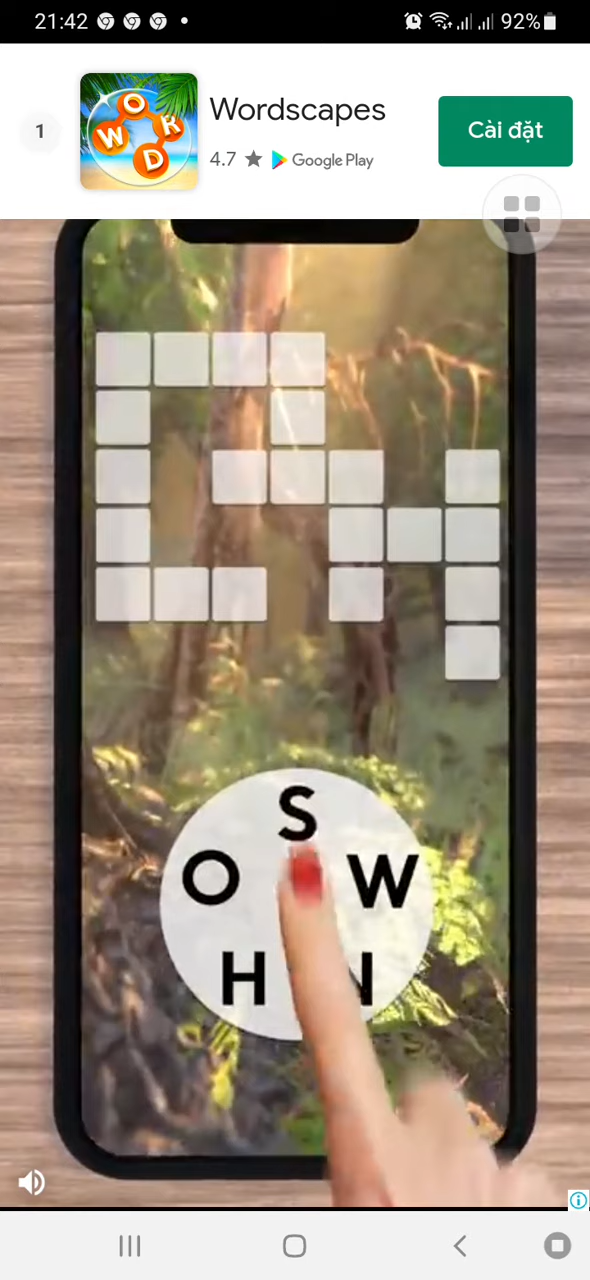 21:42
92%
1
Wordscapes
4.7 ★ Google Play
Cài đặt
W O R D
S
O W
H N